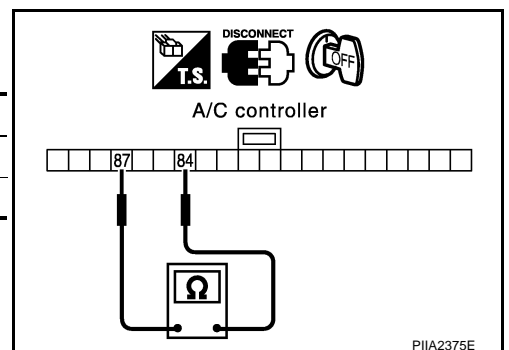 DISCONNECT
T.S.
OFF
A/C controller
87 84
Ω
PIIA2375E